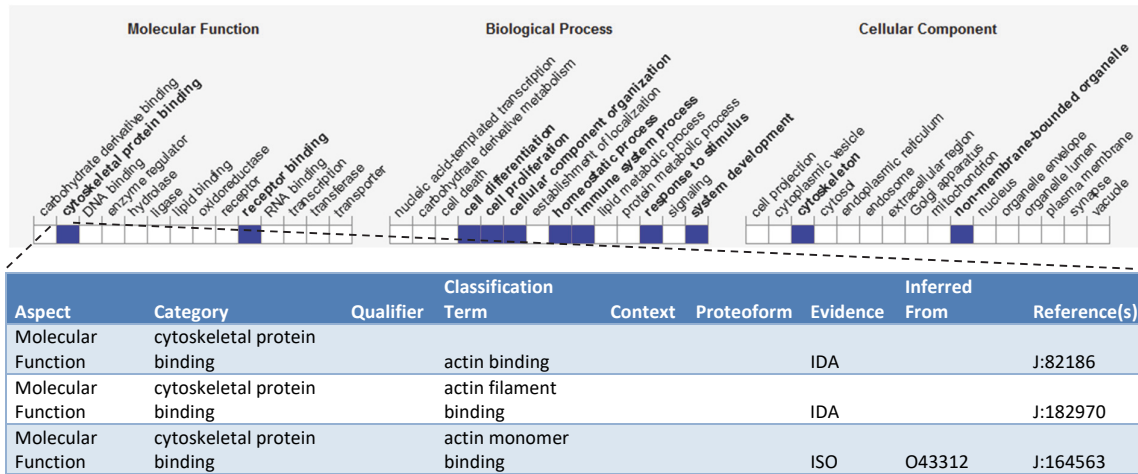 Molecular Function
Biological Process
Cellular Component
carbohydrate derivative binding
cytoskeletal protein binding
DNA binding
enzyme regulator
hydrolase
ligase
lipid binding
oxidoreductase
receptor
receptor binding
RNA binding
transcription
transferase
transporter
nucleic acid-templated transcription
carbohydrate derivative metabolism
cell death
cell differentiation
cell proliferation
cellular component organization
establishment of localization
homeostatic process
immune system process
lipid metabolic process
protein metabolic process
response to stimulus
signaling
system development
cell projection
cytoplasmic vesicle
cytoskeleton
cytosol
endoplasmic reticulum
endosome
extracellular region
Golgi apparatus
mitochondrion
non-membrane-bounded organelle
nucleus
organelle envelope
organelle lumen
plasma membrane
synapse
vacuole
Classification Inferred
Aspect Category Qualifier Term Context Proteoform Evidence From Reference(s)
Molecular cytoskeletal protein
Function binding actin binding IDA J:82186
Molecular cytoskeletal protein actin filament
Function binding binding IDA J:182970
Molecular cytoskeletal protein actin monomer
Function binding binding ISO O43312 J:164563